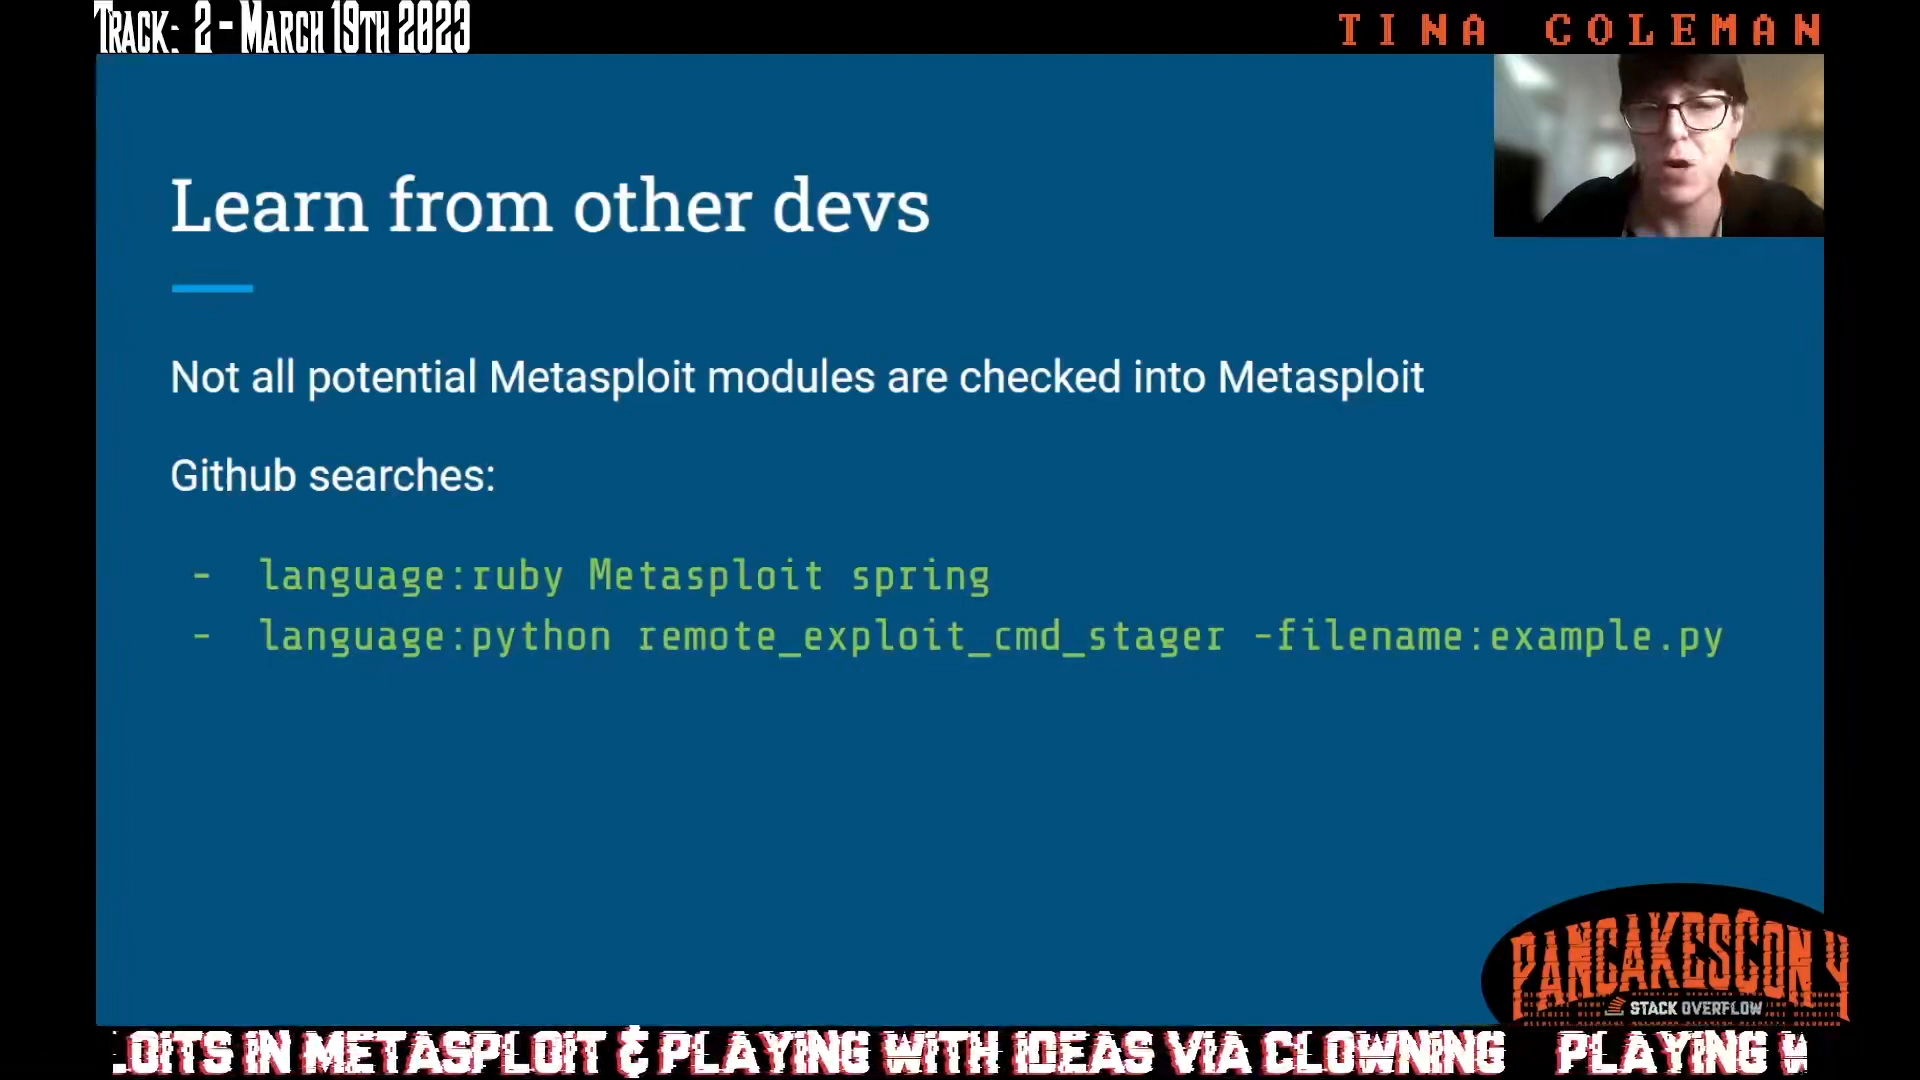 Track: 2 - March 19th 2023
TINA COLEMAN
Learn from other devs
Not all potential Metasploit modules are checked into Metasploit
Github searches:
- language:ruby Metasploit spring
- language:python remote_exploit_cmd_stager -filename:example.py
PANCAKESCON 4
STACK OVERFLOW
LOITS IN METASPLOIT & PLAYING WITH IDEAS VIA CLOWNING PLAYING W